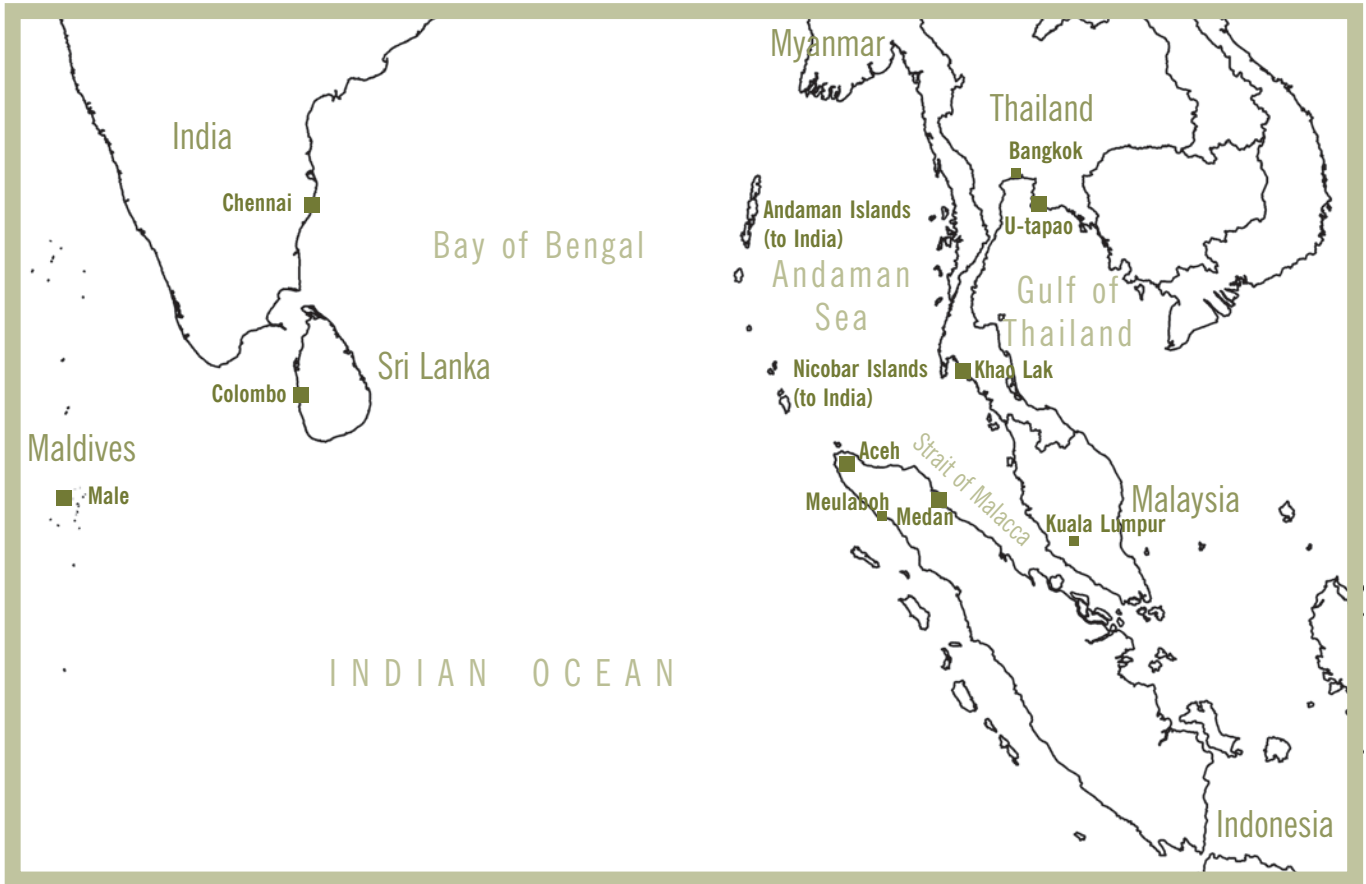 Myanmar
Thailand
Bangkok
India
Chennai
Andaman Islands
(to India)
U-tapao
Bay of Bengal
Andaman
Sea
Gulf of
Thailand
Sri Lanka
Nicobar Islands
(to India)
Khao Lak
Colombo
Maldives
Male
Aceh
Strait of Malacca
Meulaboh
Medan
Malaysia
Kuala Lumpur
INDIAN OCEAN
Indonesia